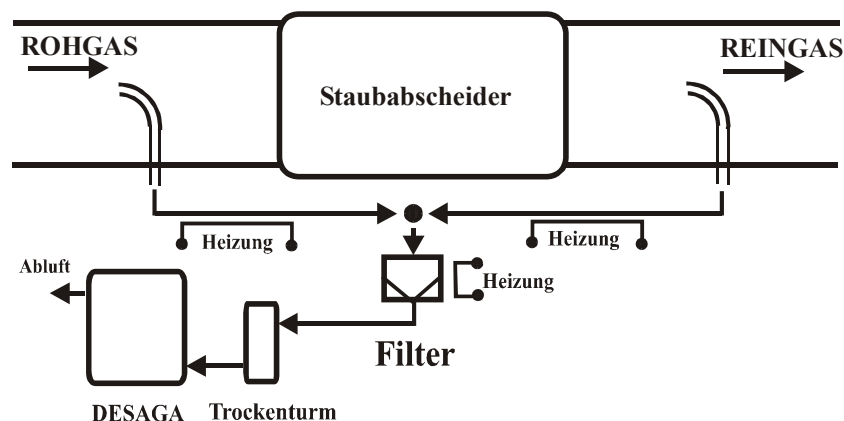 ROHGAS
REINGAS
Staubabscheider
Heizung
Heizung
Abluft
Heizung
Filter
DESAGA
Trockenturm